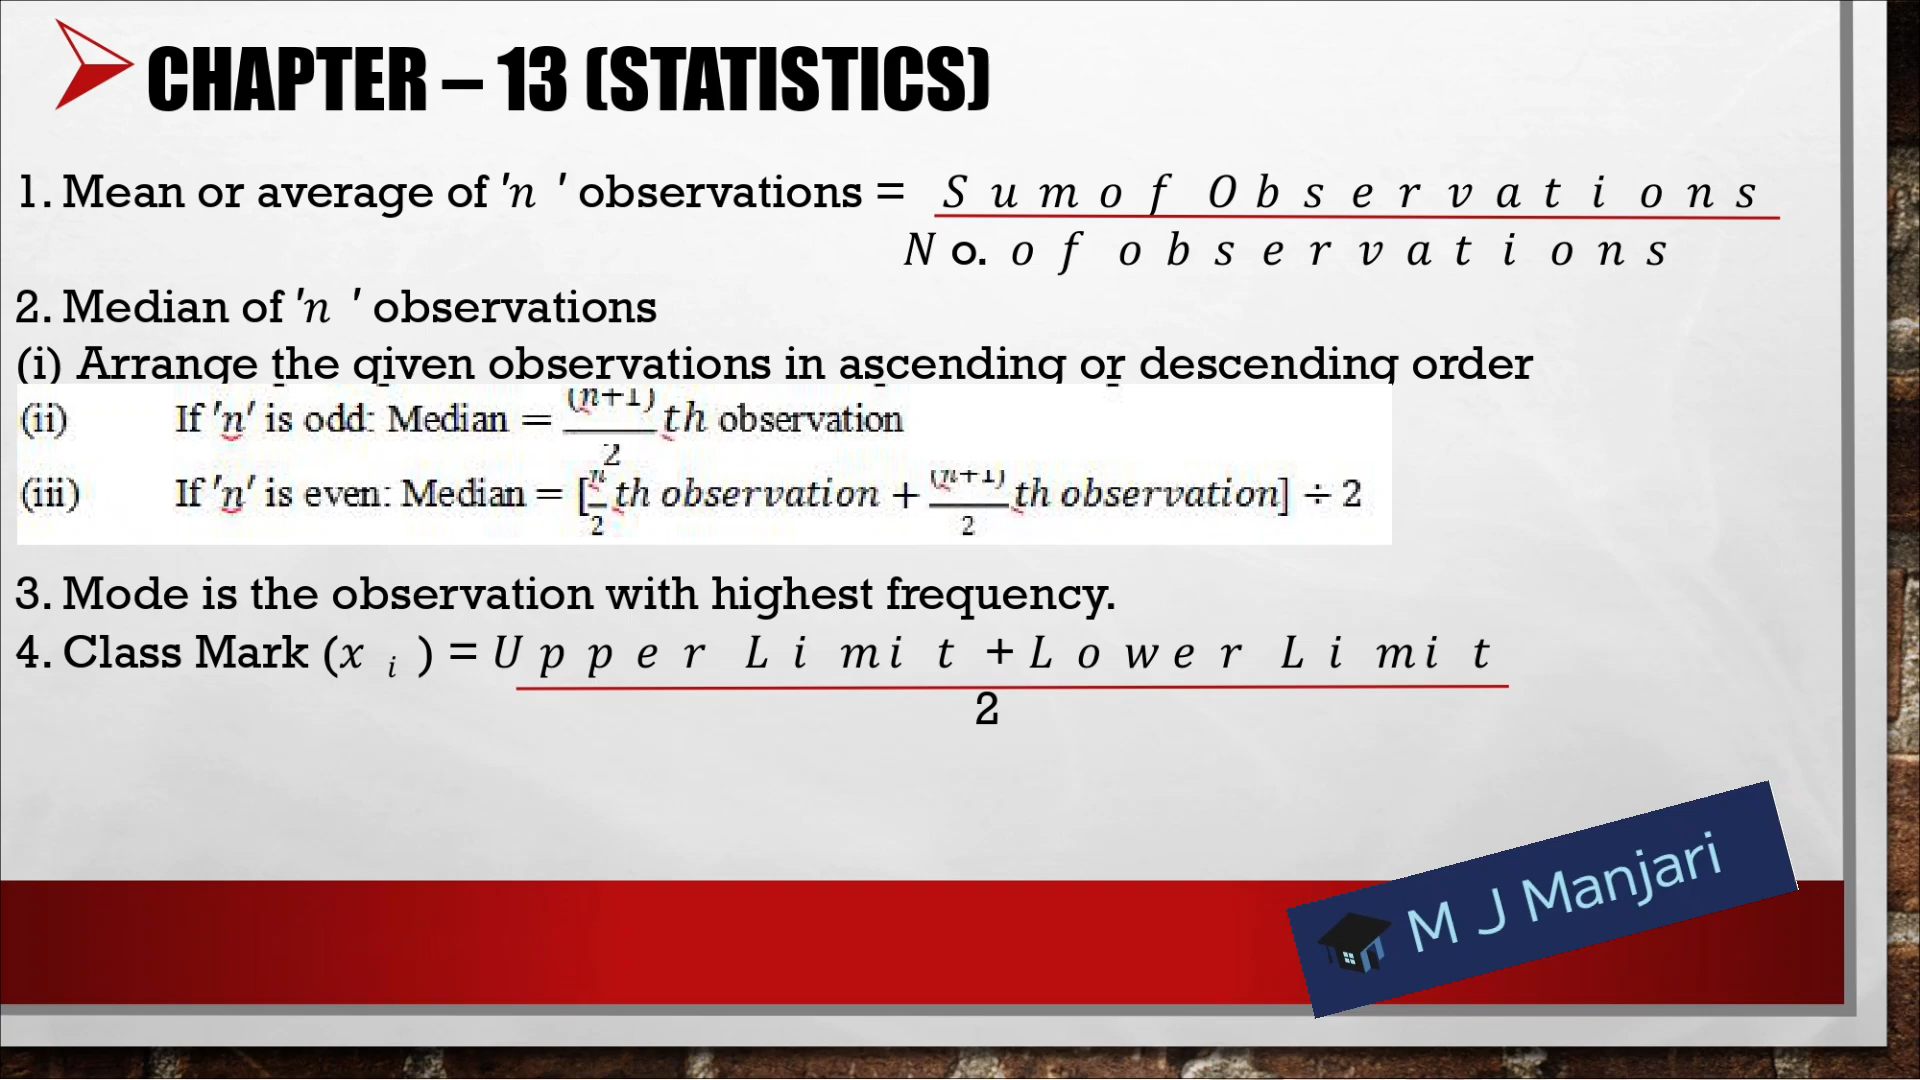 CHAPTER – 13 (STATISTICS)
1. Mean or average of 'n' observations = Sum of Observations
No. of observations
2. Median of 'n' observations
(i) Arrange the given observations in ascending or descending order
(ii) If 'n' is odd: Median = (n+1)/2 th observation
(iii) If 'n' is even: Median = [n/2 th observation + (n+1)/2 th observation] ÷ 2
3. Mode is the observation with highest frequency.
4. Class Mark (x i) = Upper Limit + Lower Limit
2
M J Manjari